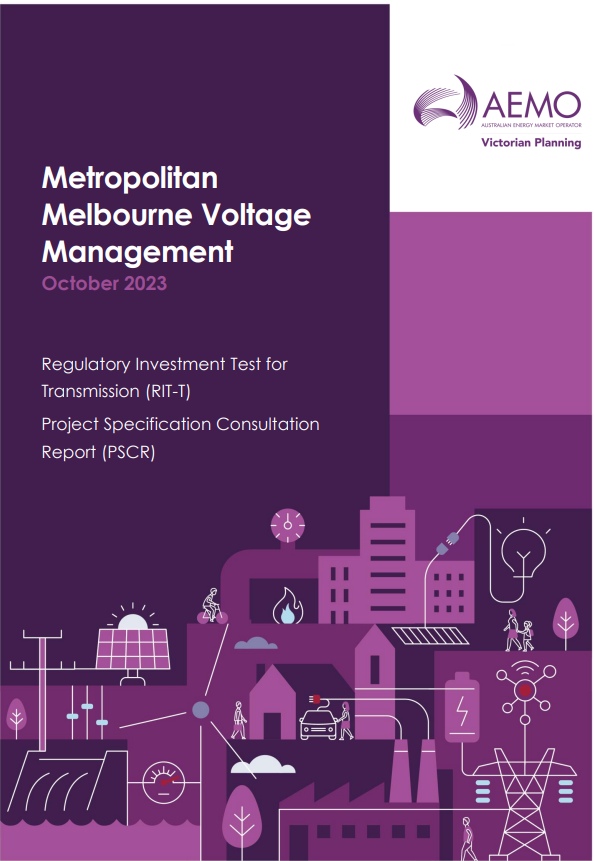 AEMO
AUSTRALIAN ENERGY MARKET OPERATOR
Victorian Planning
Metropolitan
Melbourne Voltage
Management
October 2023
Regulatory Investment Test for
Transmission (RIT-T)
Project Specification Consultation
Report (PSCR)